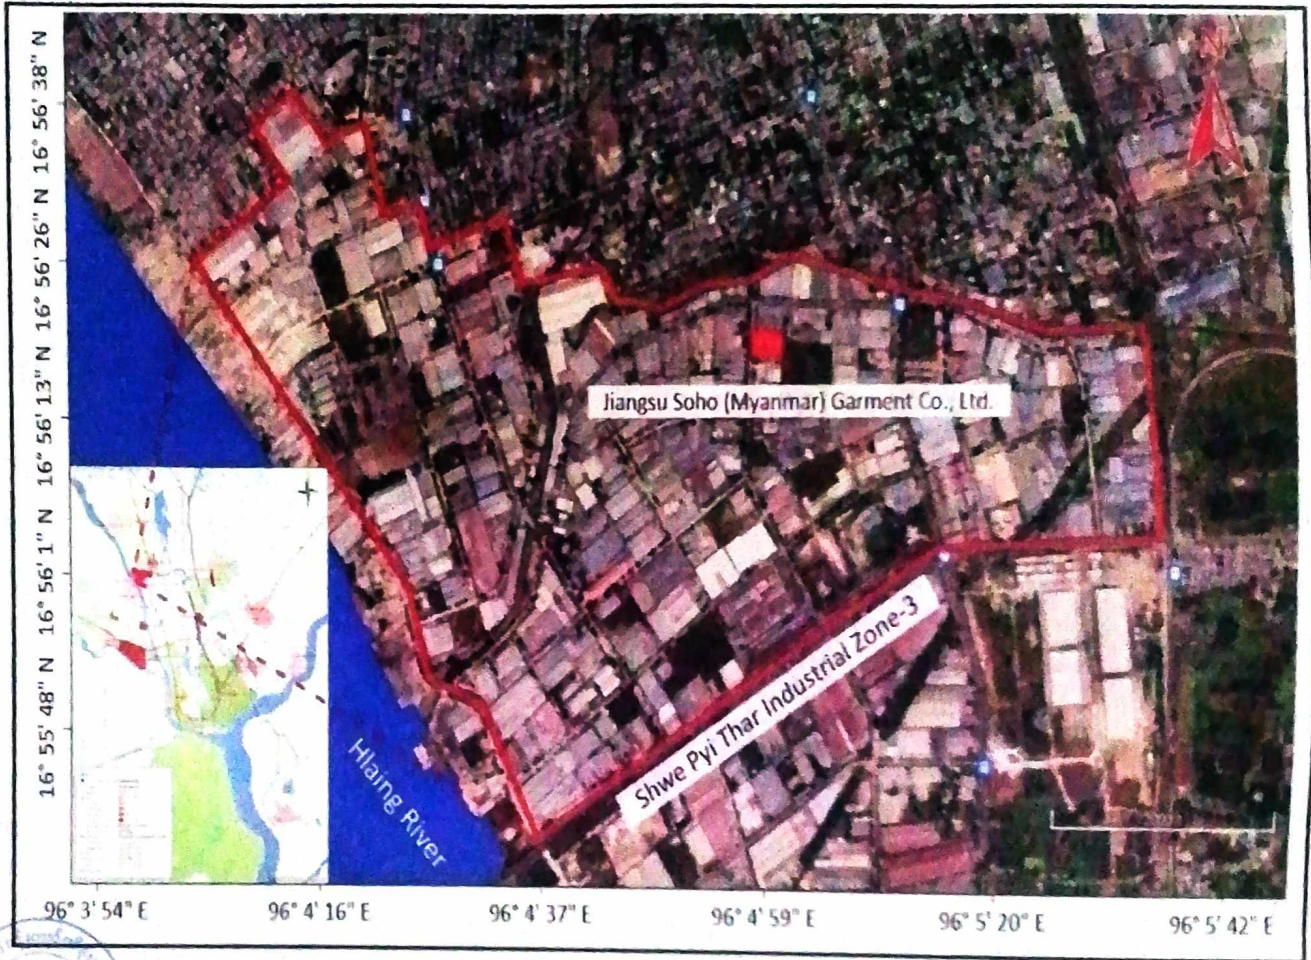 16° 56' 38" N
16° 56' 26" N
16° 56' 13" N
16° 56' 1" N
16° 55' 48" N
Jiangsu Soho (Myanmar) Garment Co., Ltd.
Shwe Pyi Thar Industrial Zone-3
Hlaing River
96° 3' 54" E
96° 4' 16" E
96° 4' 37" E
96° 4' 59" E
96° 5' 20" E
96° 5' 42" E